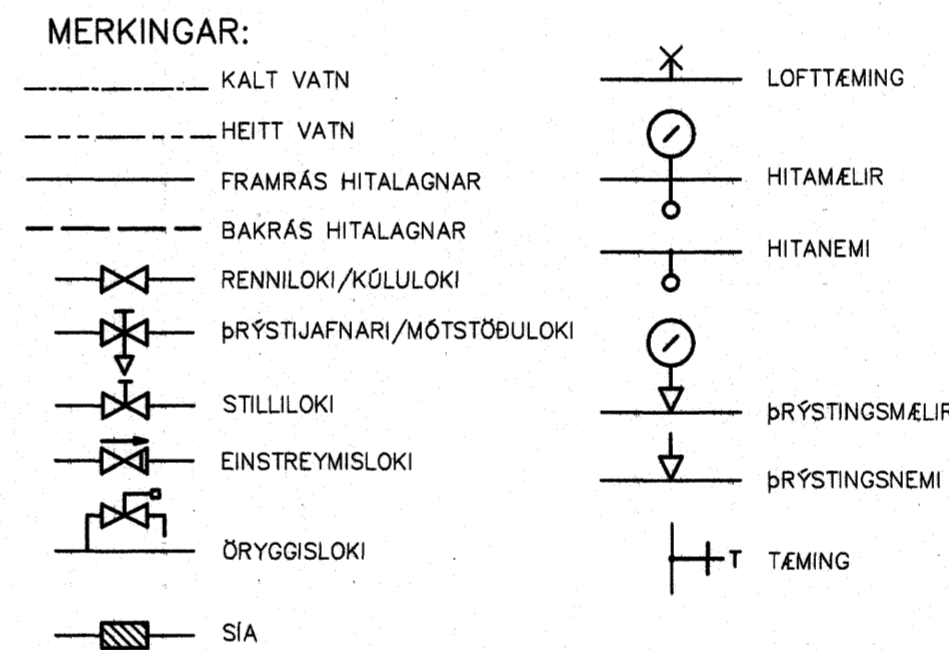 MERKINGAR:
KALT VATN
HEITT VATN
FRAMRÁS HITALAGNAR
BAKRÁS HITALAGNAR
RENNILOKI/KÚLULOKI
ÞRÝSTIJAFNARI/MÓTSTÖÐULOKI
STILLILOKI
EINSTREYMISLOKI
ÖRYGGISLOKI
SÍA
LOFTTÆMING
HITAMÆLIR
HITANEMI
ÞRÝSTINGSMÆLIR
ÞRÝSTINGSNEMI
T TÆMING